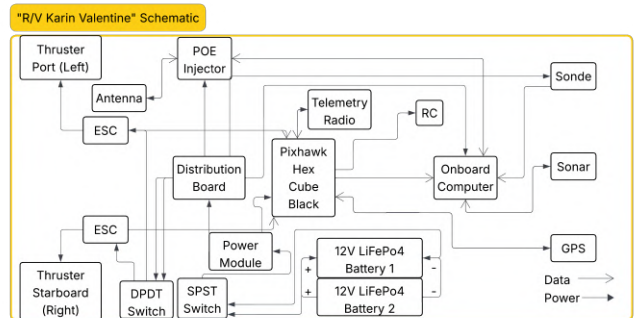 "R/V Karin Valentine" Schematic
Thruster
Port (Left)
POE
Injector
Sonde
Antenna
Telemetry
Radio
RC
ESC
Pixhawk
Hex
Cube
Black
Distribution
Board
Onboard
Computer
Sonar
ESC
Power
Module
12V LiFePo4
Battery 1
GPS
+
-
Thruster
Starboard
(Right)
DPDT
Switch
SPST
Switch
+
-
12V LiFePo4
Battery 2
Data
Power